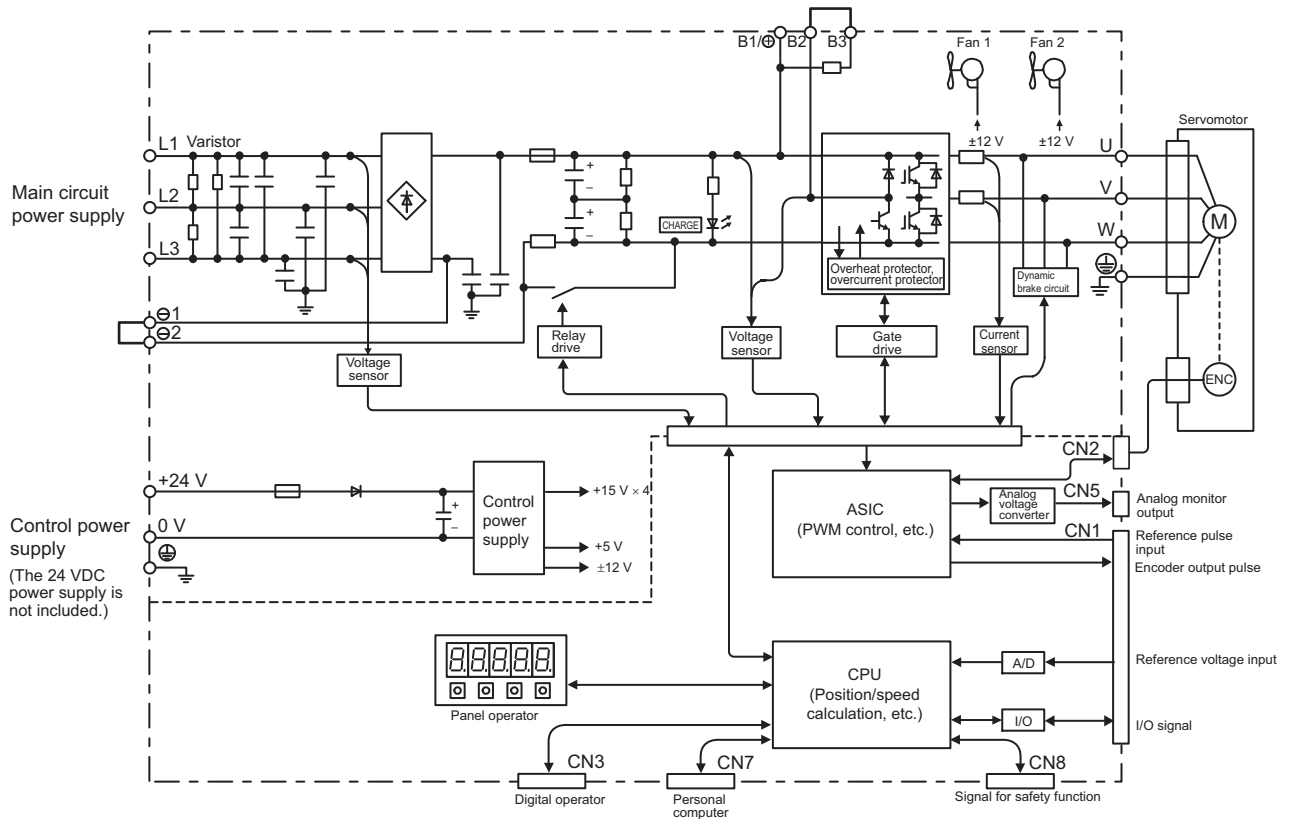 B1/⊕ B2 B3
Fan 1 Fan 2
±12 V ±12 V
Servomotor
Main circuit
power supply
L1 Varistor
L2
L3
⊖1
⊖2
+
–
+
–
CHARGE
Overheat protector,
overcurrent protector
U
V
W
M
ENC
Dynamic
brake circuit
Voltage
sensor
Relay
drive
Voltage
sensor
Gate
drive
Current
sensor
Control power
supply
(The 24 VDC
power supply is
not included.)
+24 V
0 V
+
–
Control
power
supply
+15 V × 4
+5 V
±12 V
ASIC
(PWM control, etc.)
Analog
voltage
converter
CN2
CN5
Analog monitor
output
CN1
Reference pulse
input
Encoder output pulse
8.8.8.8.8.
Panel operator
CPU
(Position/speed
calculation, etc.)
A/D
Reference voltage input
I/O
I/O signal
CN3
Digital operator
CN7
Personal
computer
CN8
Signal for safety function